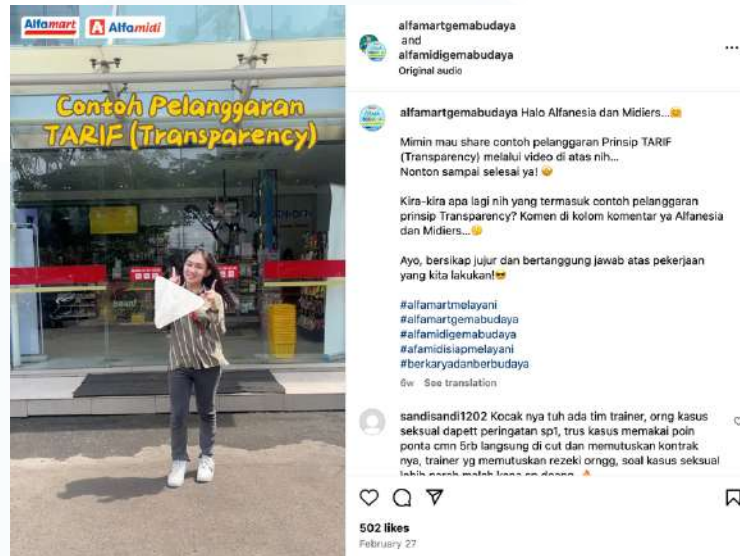 Alfamart
Alfamidi
Contoh Pelanggaran
TARIF (Transparency)
alfamartgemabudaya
and
alfamidigemabudaya
Original audio
alfamartgemabudaya Halo Alfanesia dan Midiers...😊
Mimin mau share contoh pelanggaran Prinsip TARIF
(Transparency) melalui video di atas nih...
Nonton sampai selesai ya! 😉
Kira-kira apa lagi nih yang termasuk contoh pelanggaran
prinsip Transparency? Komen di kolom komentar ya Alfanesia
dan Midiers...🤔
Ayo, bersikap jujur dan bertanggung jawab atas pekerjaan
yang kita lakukan!😎
#alfamartmelayani
#alfamartgemabudaya
#alfamidigemabudaya
#afamidisiapmelayani
#berkaryadanberbudaya
6w See translation
sandisandi1202 Kocak nya tuh ada tim trainer, orng kasus
seksual dapett peringatan sp1, trus kasus memakai poin
ponta cmn 5rb langsung di cut dan memutuskan kontrak
nya, trainer yg memutuskan rezeki orngg, soal kasus seksual
502 likes
February 27